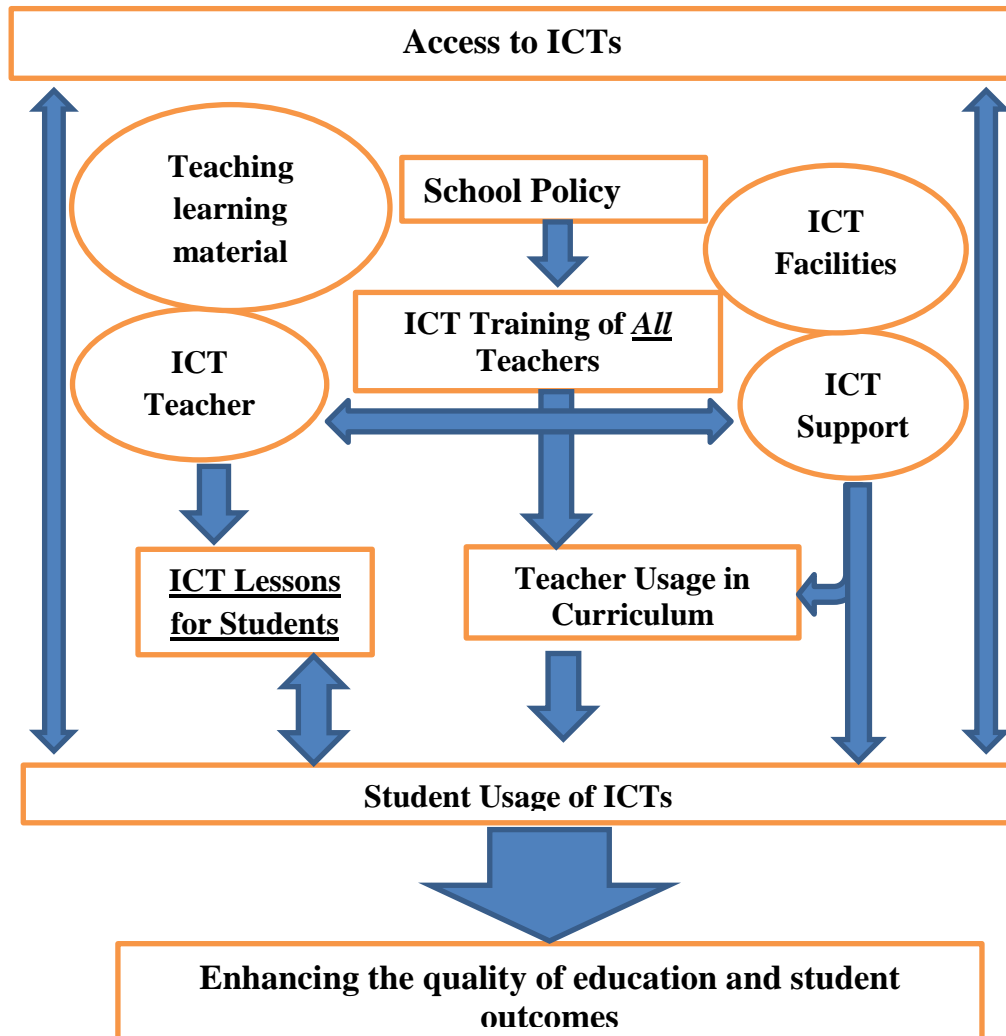 Access to ICTs
Teaching
learning
material
School Policy
ICT
Facilities
ICT Training of All
Teachers
ICT
Teacher
ICT
Support
ICT Lessons
for Students
Teacher Usage in
Curriculum
Student Usage of ICTs
Enhancing the quality of education and student
outcomes